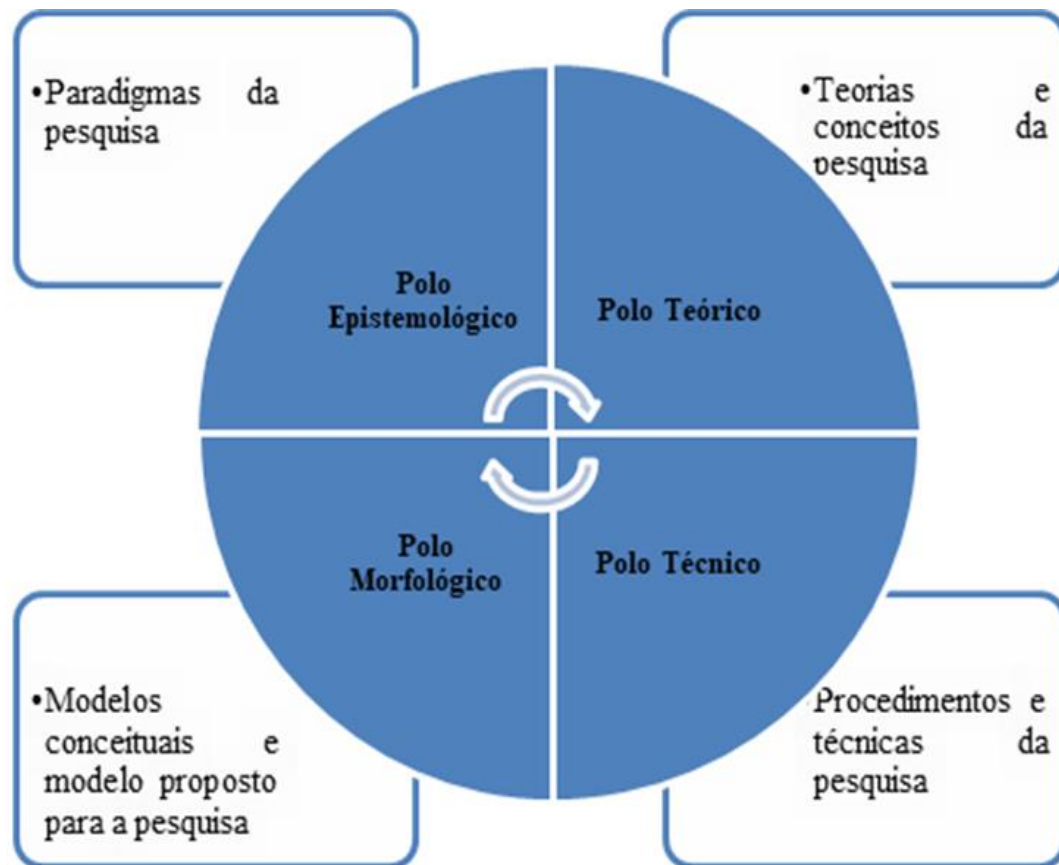 •Paradigmas da
pesquisa
•Teorias e
conceitos da
pesquisa
Polo
Epistemológico
Polo Teórico
Polo
Morfológico
Polo Técnico
•Modelos
conceituais e
modelo proposto
para a pesquisa
•Procedimentos e
técnicas da
pesquisa